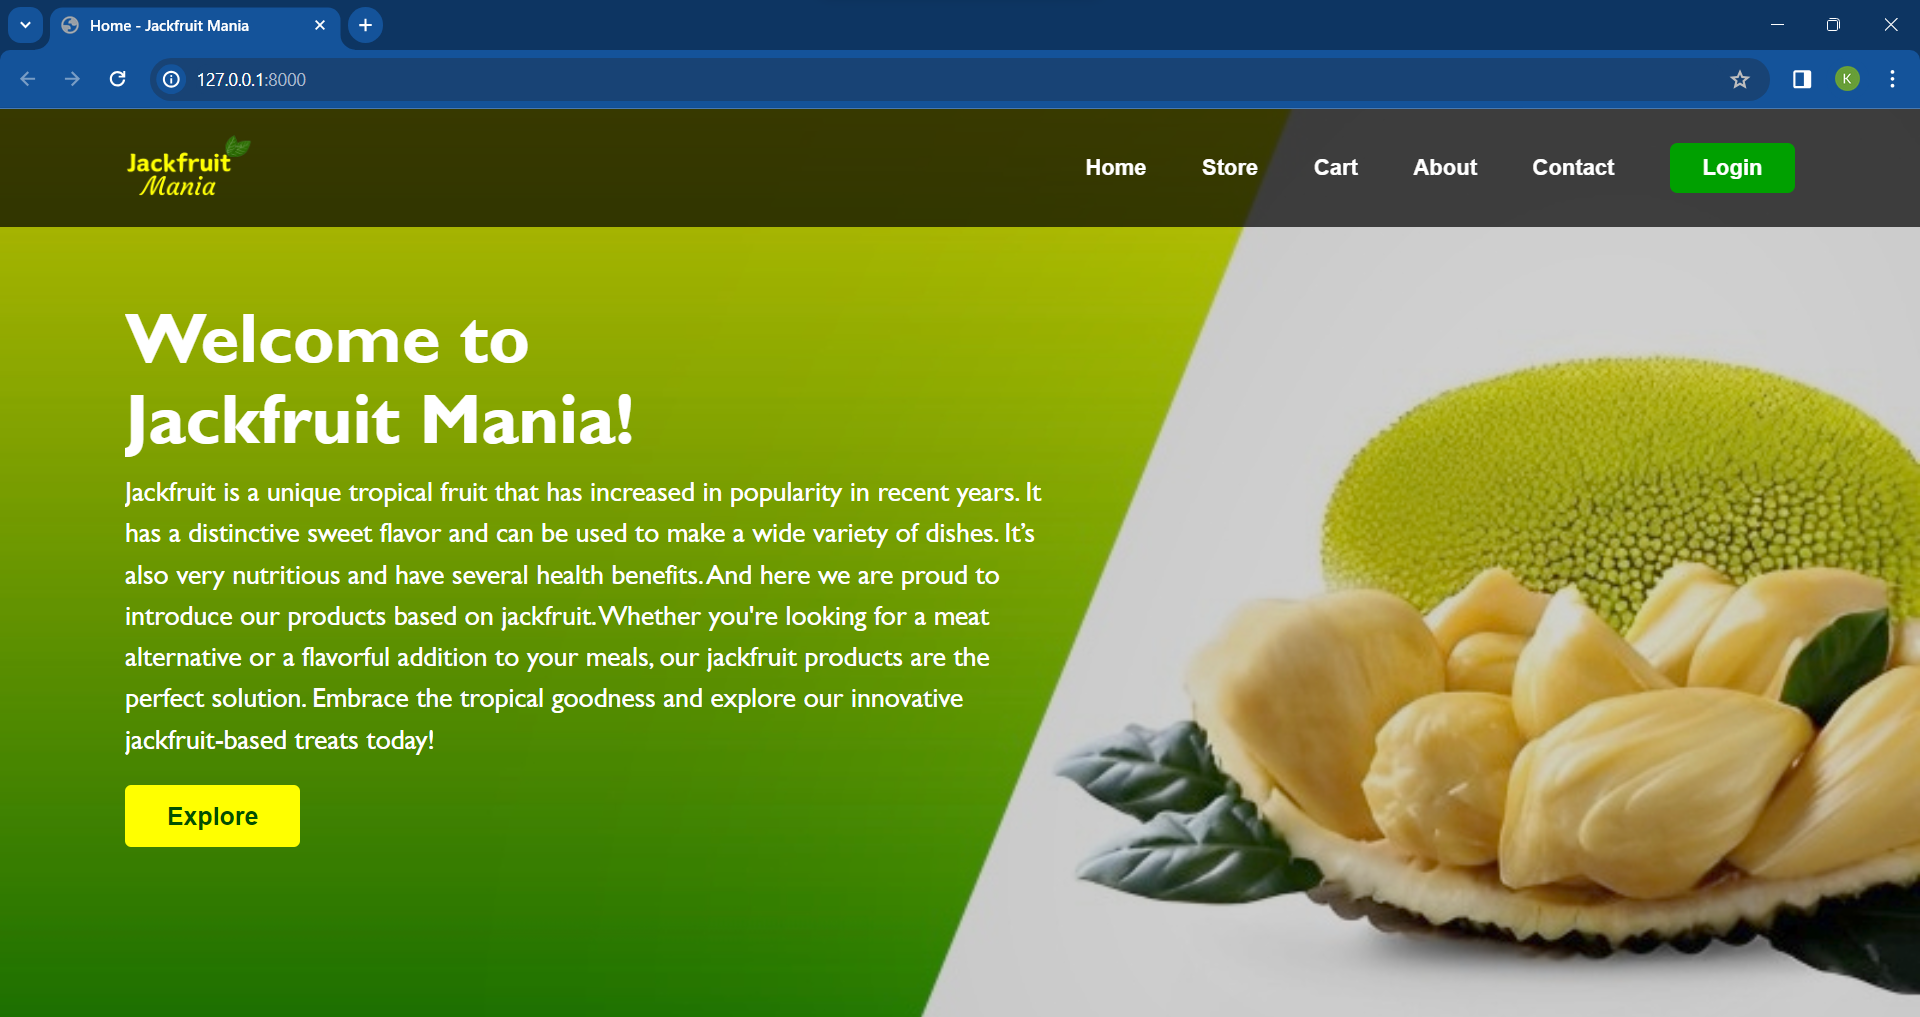 Home - Jackfruit Mania
127.0.0.1:8000
K
Jackfruit
Mania
Home Store Cart About Contact Login
Welcome to
Jackfruit Mania!
Jackfruit is a unique tropical fruit that has increased in popularity in recent years. It
has a distinctive sweet flavor and can be used to make a wide variety of dishes. It’s
also very nutritious and have several health benefits. And here we are proud to
introduce our products based on jackfruit. Whether you're looking for a meat
alternative or a flavorful addition to your meals, our jackfruit products are the
perfect solution. Embrace the tropical goodness and explore our innovative
jackfruit-based treats today!
Explore